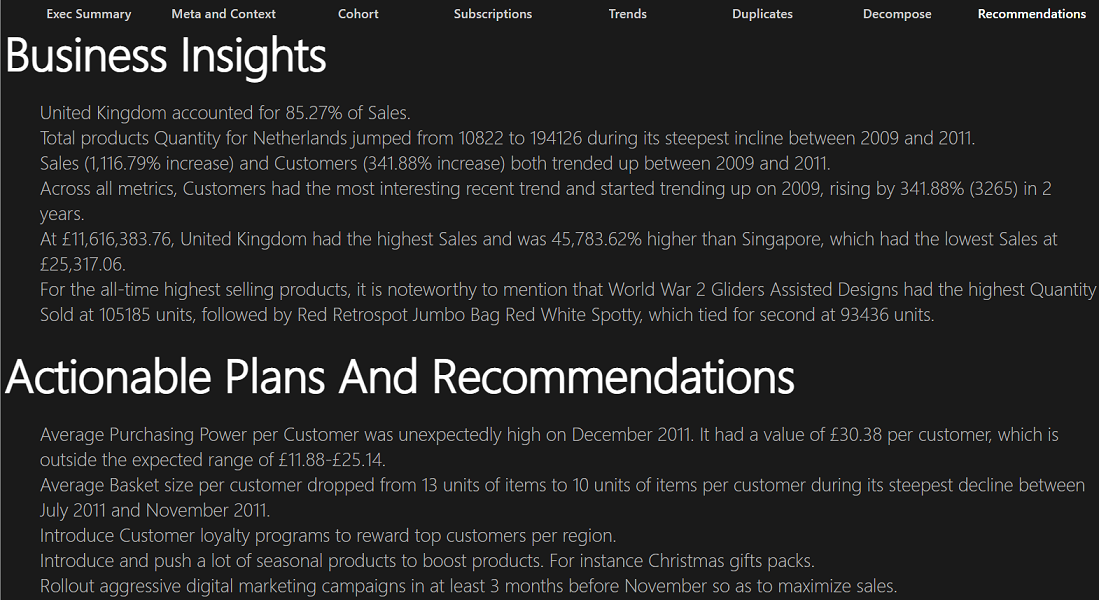 Exec Summary Meta and Context Cohort Subscriptions Trends Duplicates Decompose Recommendations
Business Insights
United Kingdom accounted for 85.27% of Sales.
Total products Quantity for Netherlands jumped from 10822 to 194126 during its steepest incline between 2009 and 2011.
Sales (1,116.79% increase) and Customers (341.88% increase) both trended up between 2009 and 2011.
Across all metrics, Customers had the most interesting recent trend and started trending up on 2009, rising by 341.88% (3265) in 2
years.
At £11,616,383.76, United Kingdom had the highest Sales and was 45,783.62% higher than Singapore, which had the lowest Sales at
£25,317.06.
For the all-time highest selling products, it is noteworthy to mention that World War 2 Gliders Assisted Designs had the highest Quantity
Sold at 105185 units, followed by Red Retrospot Jumbo Bag Red White Spotty, which tied for second at 93436 units.
Actionable Plans And Recommendations
Average Purchasing Power per Customer was unexpectedly high on December 2011. It had a value of £30.38 per customer, which is
outside the expected range of £11.88-£25.14.
Average Basket size per customer dropped from 13 units of items to 10 units of items per customer during its steepest decline between
July 2011 and November 2011.
Introduce Customer loyalty programs to reward top customers per region.
Introduce and push a lot of seasonal products to boost products. For instance Christmas gifts packs.
Rollout aggressive digital marketing campaigns in at least 3 months before November so as to maximize sales.